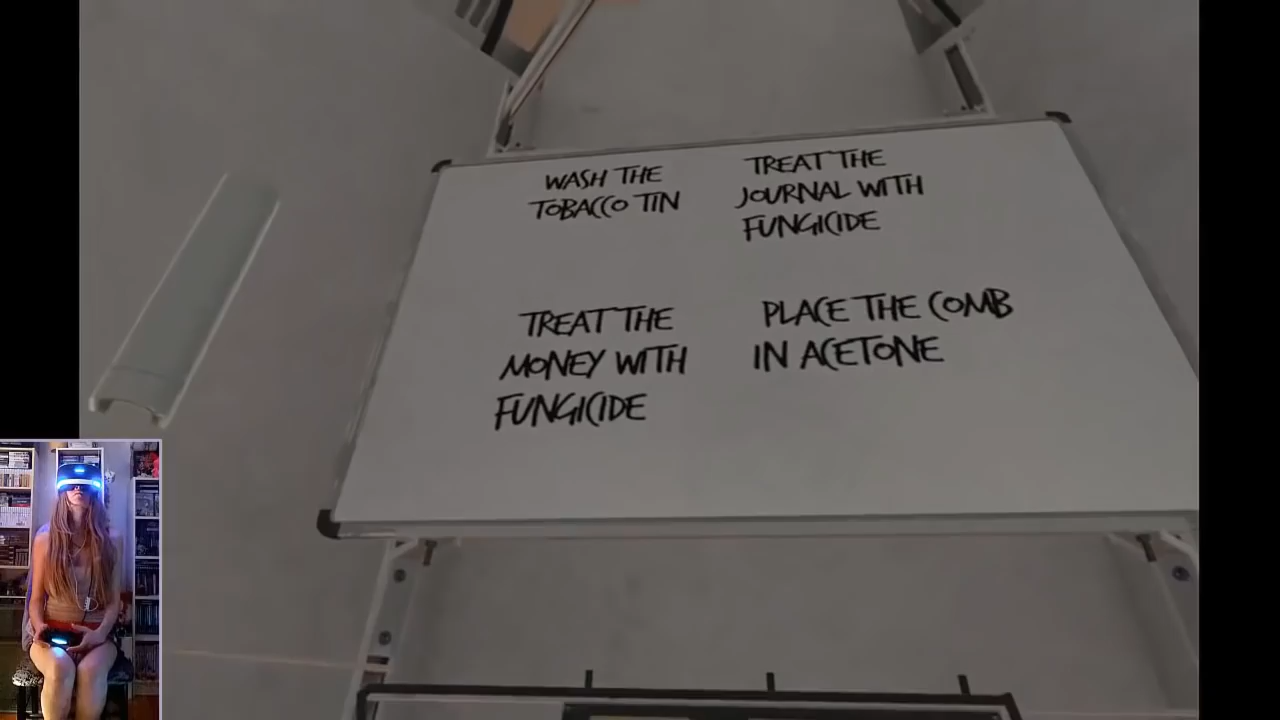 WASH THE
TOBACCO TIN
TREAT THE
JOURNAL WITH
FUNGICIDE
TREAT THE
MONEY WITH
FUNGICIDE
PLACE THE COMB
IN ACETONE